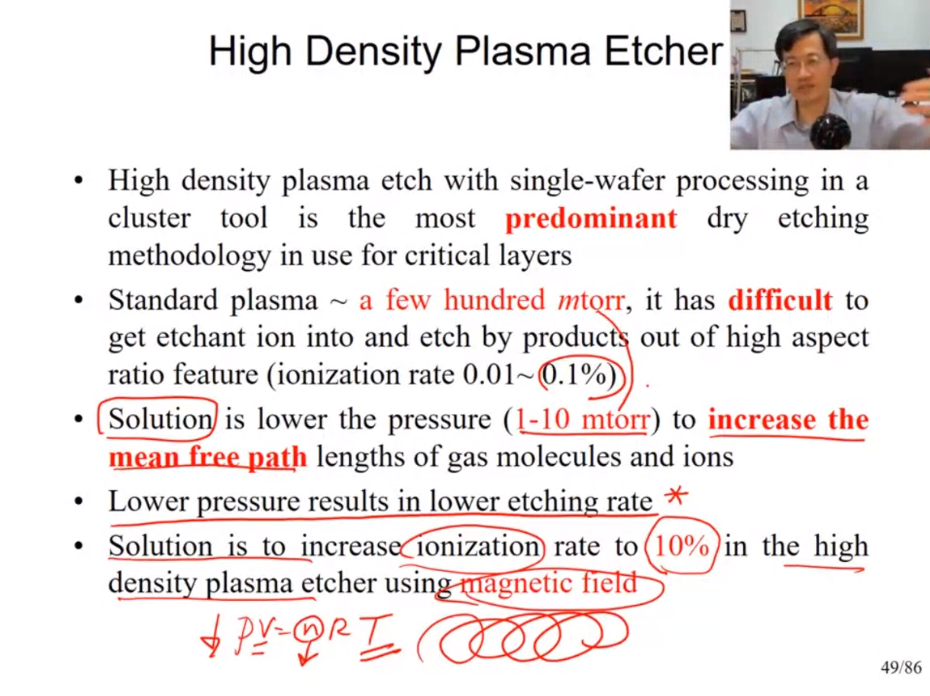 High Density Plasma Etcher
• High density plasma etch with single-wafer processing in a
cluster tool is the most predominant dry etching
methodology in use for critical layers
• Standard plasma ~ a few hundred mtorr, it has difficult to
get etchant ion into and etch by products out of high aspect
ratio feature (ionization rate 0.01~ 0.1%)
• Solution is lower the pressure (1-10 mtorr) to increase the
mean free path lengths of gas molecules and ions
• Lower pressure results in lower etching rate *
• Solution is to increase ionization rate to 10% in the high
density plasma etcher using magnetic field
↓ PV=nRT
↓
49/86